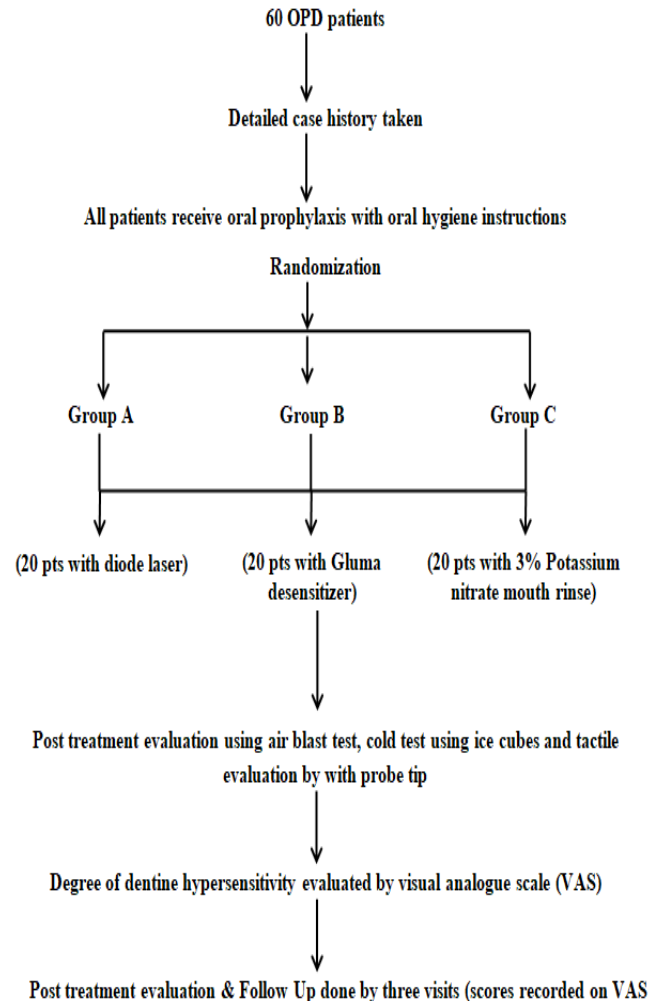 60 OPD patients
Detailed case history taken
All patients receive oral prophylaxis with oral hygiene instructions
Randomization
Group A
Group B
Group C
(20 pts with diode laser)
(20 pts with Gluma
desensitizer)
(20 pts with 3% Potassium
nitrate mouth rinse)
Post treatment evaluation using air blast test, cold test using ice cubes and tactile
evaluation by with probe tip
Degree of dentine hypersensitivity evaluated by visual analogue scale (VAS)
Post treatment evaluation & Follow Up done by three visits (scores recorded on VAS